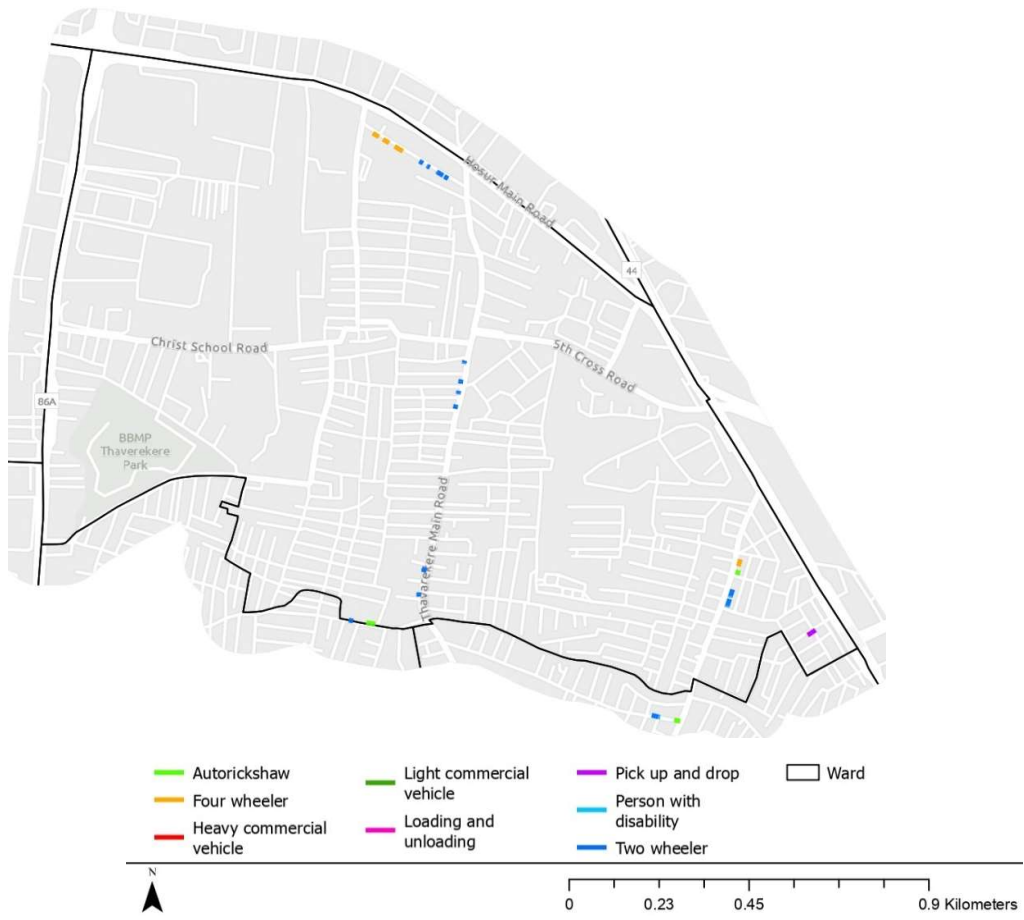 Hosur Main Road
44
Christ School Road
5th Cross Road
86A
BBMP
Thaverekere
Park
Thavarekere Main Road
Autorickshaw
Four wheeler
Heavy commercial
vehicle
Light commercial
vehicle
Loading and
unloading
Pick up and drop
Person with
disability
Two wheeler
Ward
N
0 0.23 0.45 0.9 Kilometers